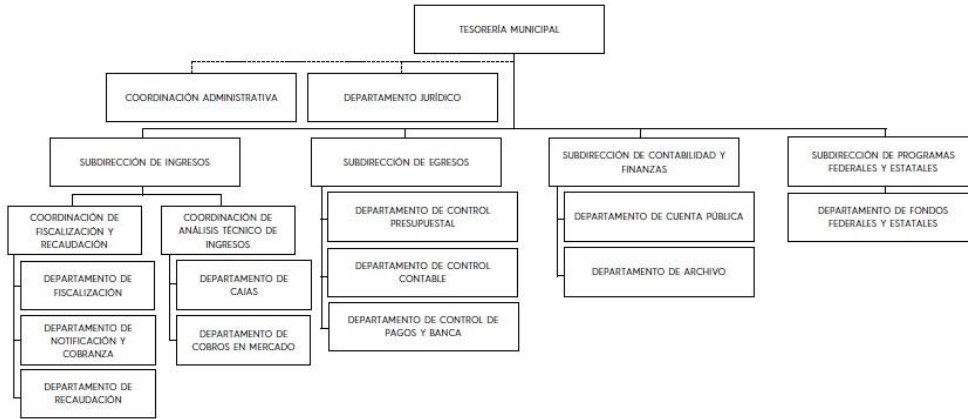 TESORERÍA MUNICIPAL
COORDINACIÓN ADMINISTRATIVA
DEPARTAMENTO JURÍDICO
SUBDIRECCIÓN DE INGRESOS
SUBDIRECCIÓN DE EGRESOS
SUBDIRECCIÓN DE CONTABILIDAD Y
FINANZAS
SUBDIRECCIÓN DE PROGRAMAS
FEDERALES Y ESTATALES
COORDINACIÓN DE
FISCALIZACIÓN Y
RECAUDACIÓN
DEPARTAMENTO DE
FISCALIZACIÓN
DEPARTAMENTO DE
NOTIFICACIÓN Y
COBRANZA
DEPARTAMENTO DE
RECAUDACIÓN
COORDINACIÓN DE
ANÁLISIS TÉCNICO DE
INGRESOS
DEPARTAMENTO DE
CAJAS
DEPARTAMENTO DE
COBROS EN MERCADO
DEPARTAMENTO DE CONTROL
PRESUPUESTAL
DEPARTAMENTO DE CONTROL
CONTABLE
DEPARTAMENTO DE CONTROL DE
PAGOS Y BANCA
DEPARTAMENTO DE CUENTA PÚBLICA
DEPARTAMENTO DE ARCHIVO
DEPARTAMENTO DE FONDOS
FEDERALES Y ESTATALES